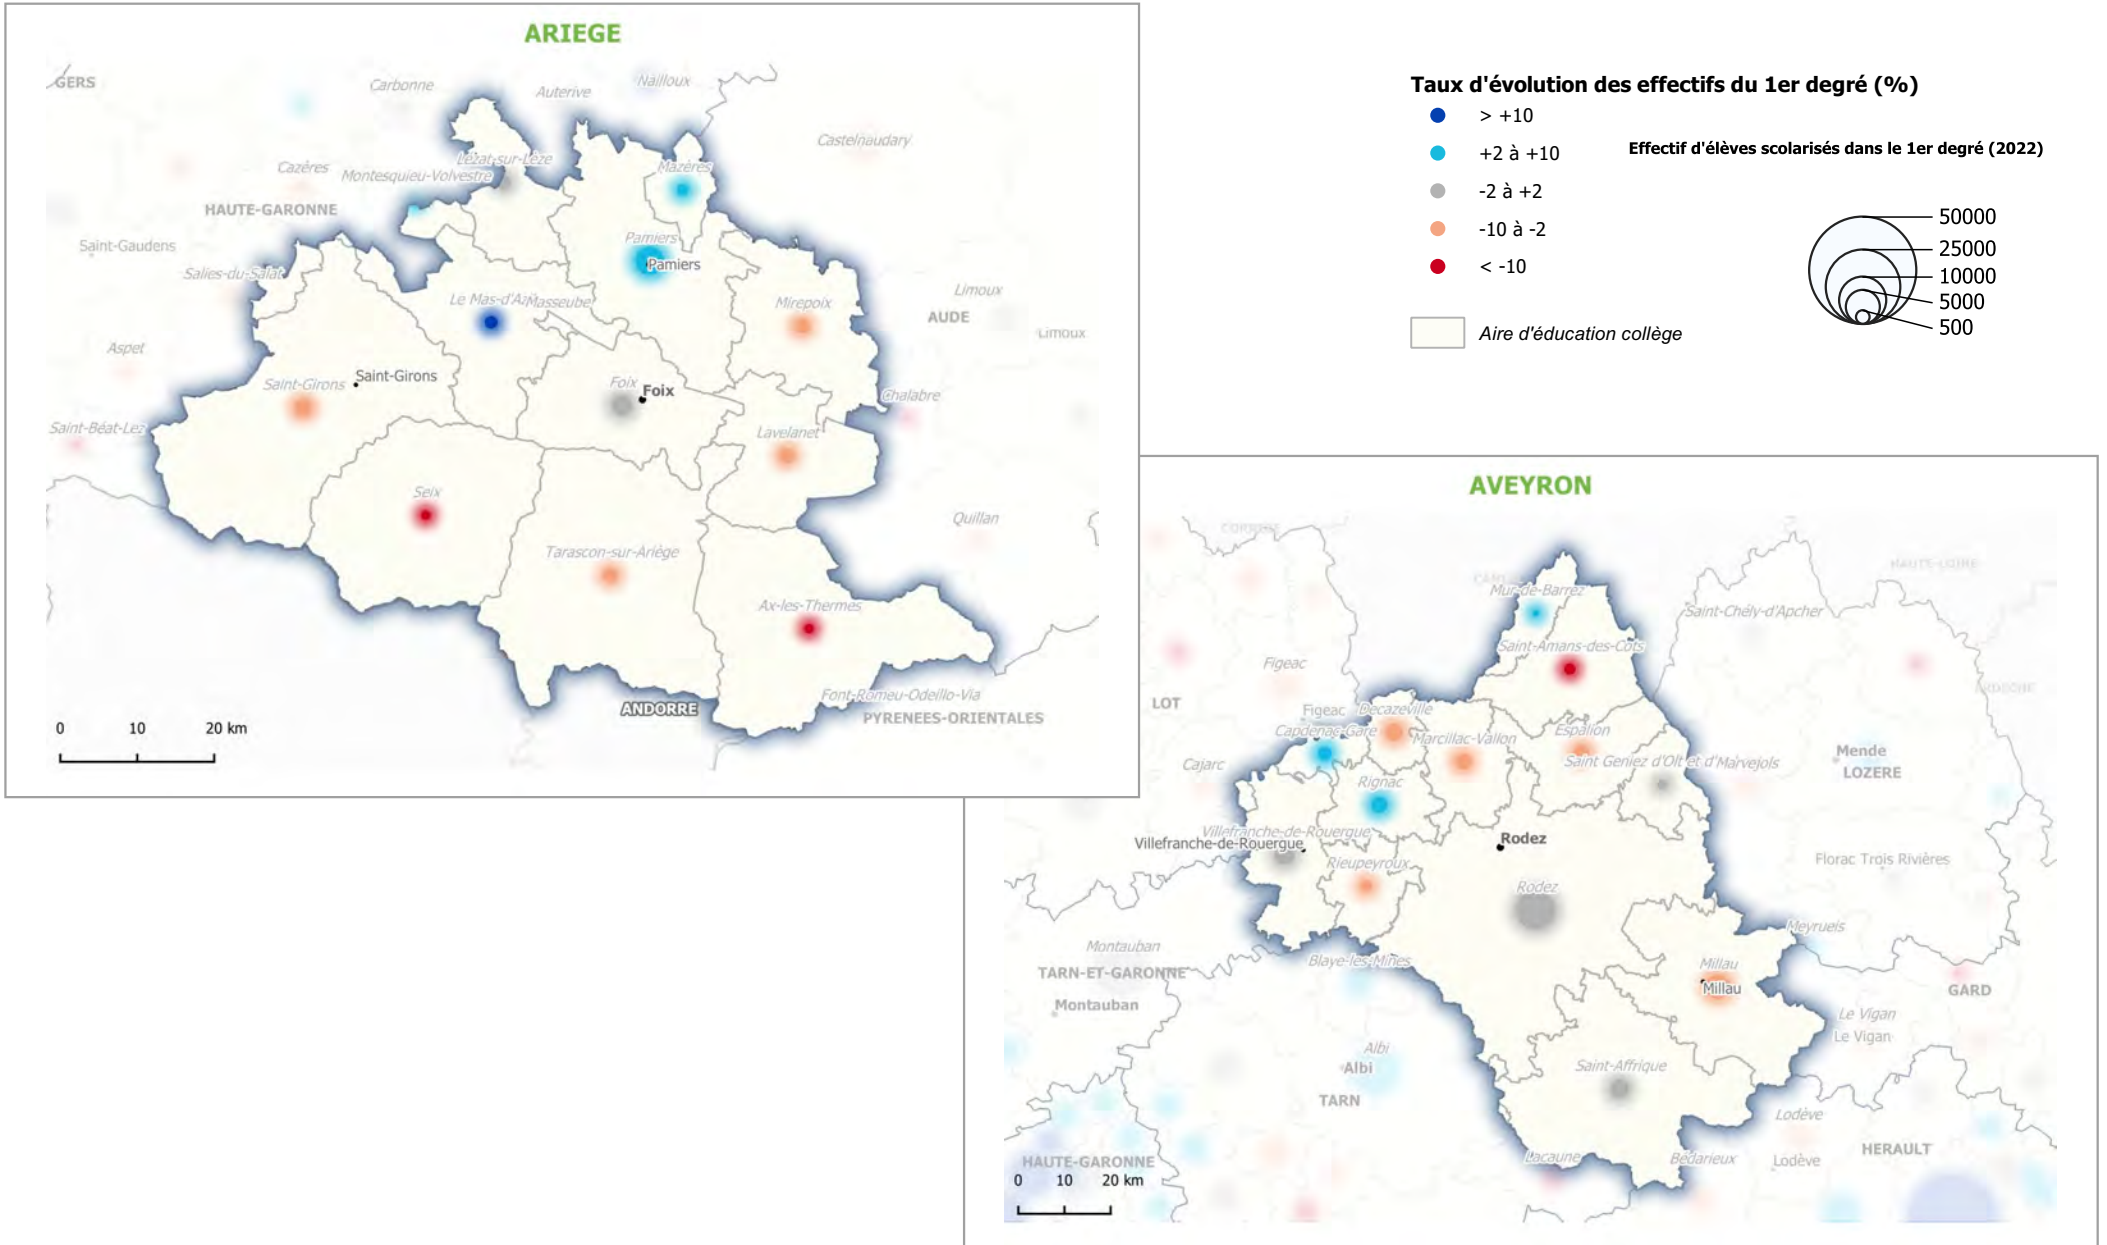 ARIEGE
GERS
Carbonne
Auterive
Nailloux
Castelnaudary
Lézat-sur-Lèze
Cazères
Montesquieu-Volvestre
Mazères
HAUTE-GARONNE
Saint-Gaudens
Pamiers
Pamiers
Salies-du-Salat
Le Mas-d'Azil
Masseube
Mirepoix
Limoux
AUDE
Limoux
Aspet
Saint-Girons
Saint-Girons
Foix
Foix
Chalabre
Saint-Béat-Lez
Lavelanet
Seix
Quillan
Tarascon-sur-Ariège
Ax-les-Thermes
Font-Romeu-Odeillo-Via
ANDORRE
PYRENEES-ORIENTALES
0 10 20 km
Taux d'évolution des effectifs du 1er degré (%)
> +10
+2 à +10
-2 à +2
-10 à -2
< -10
Aire d'éducation collège
Effectif d'élèves scolarisés dans le 1er degré (2022)
50000
25000
10000
5000
500
AVEYRON
CORREZE
HAUTE-LOIRE
Mur-de-Barrez
Saint-Chély-d'Apcher
Saint-Amans-des-Cots
Figeac
ARDECHE
LOT
Figeac
Decazeville
Capdenac-Gare
Marcillac-Vallon
Espalion
Mende
Cajarc
Saint Geniez d'Olt et d'Marvejols
LOZERE
Rignac
Villefranche-de-Rouergue
Villefranche-de-Rouergue
Rodez
Rieupeyroux
Florac Trois Rivières
Rodez
Meyrueis
Montauban
Blaye-les-Mines
Millau
TARN-ET-GARONNE
Millau
GARD
Montauban
Le Vigan
Le Vigan
Albi
Albi
Saint-Affrique
TARN
Lodève
HERAULT
Lacaune
Bédarieux
Lodève
HAUTE-GARONNE
0 10 20 km